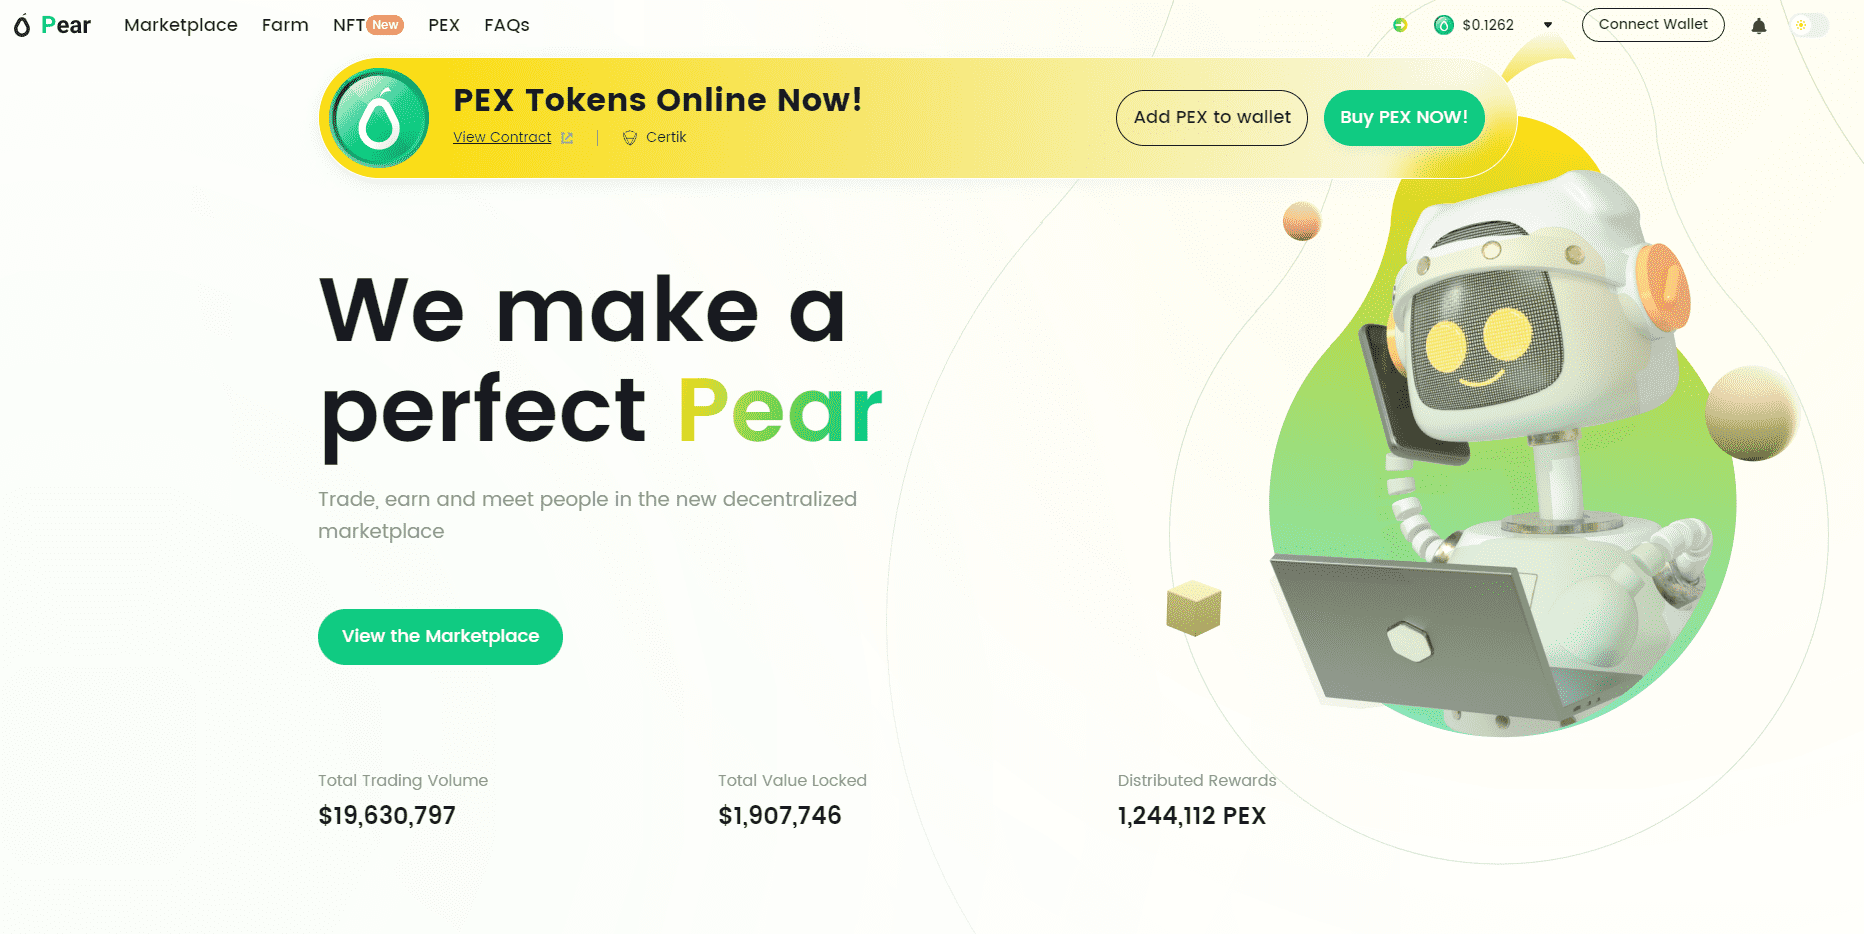 Pear
Marketplace
Farm
NFT New
PEX
FAQs
$0.1262
Connect Wallet
PEX Tokens Online Now!
View Contract
Certik
Add PEX to wallet
Buy PEX NOW!
We make a
perfect Pear
Trade, earn and meet people in the new decentralized
marketplace
View the Marketplace
Total Trading Volume
$19,630,797
Total Value Locked
$1,907,746
Distributed Rewards
1,244,112 PEX